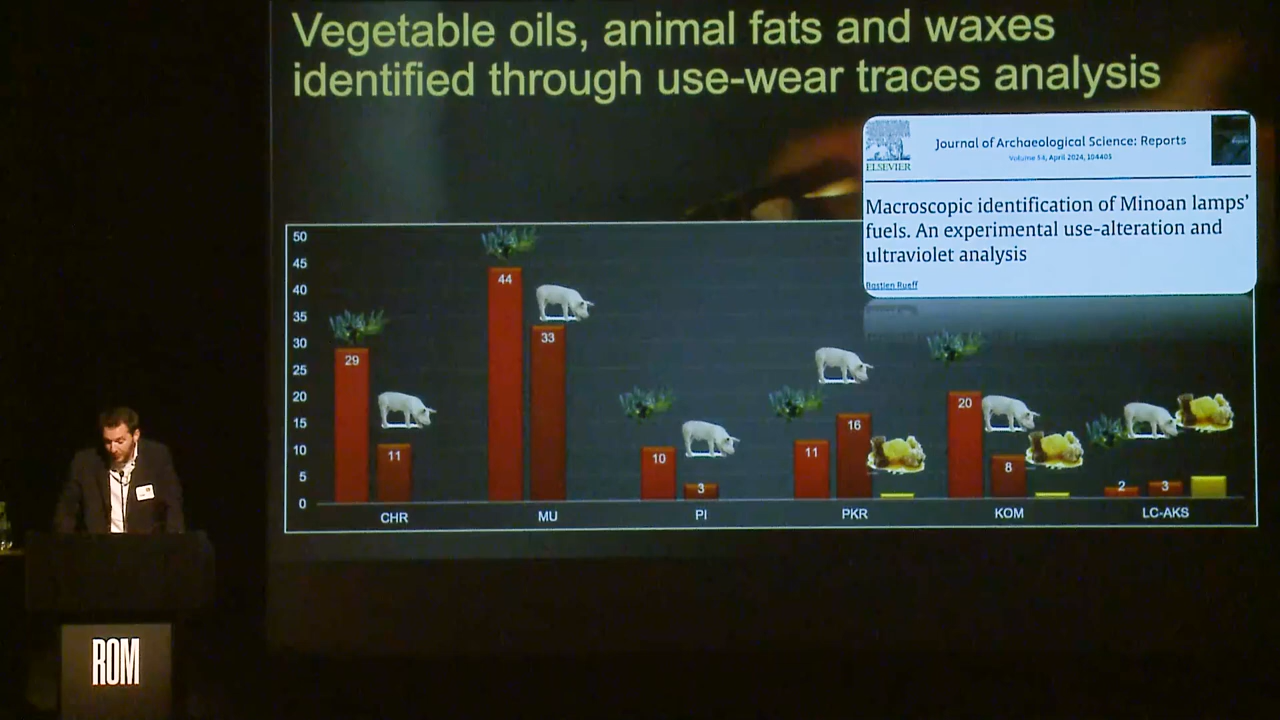 Vegetable oils, animal fats and waxes
identified through use-wear traces analysis
ELSEVIER
Journal of Archaeological Science: Reports
Volume 54, April 2024, 104405
Macroscopic identification of Minoan lamps'
fuels. An experimental use-alteration and
ultraviolet analysis
Bastien Rueff
50
45
40
35
30
25
20
15
10
5
0
29
11
44
33
10
3
11
16
20
8
2
3
CHR
MU
PI
PKR
KOM
LC-AKS
ROM